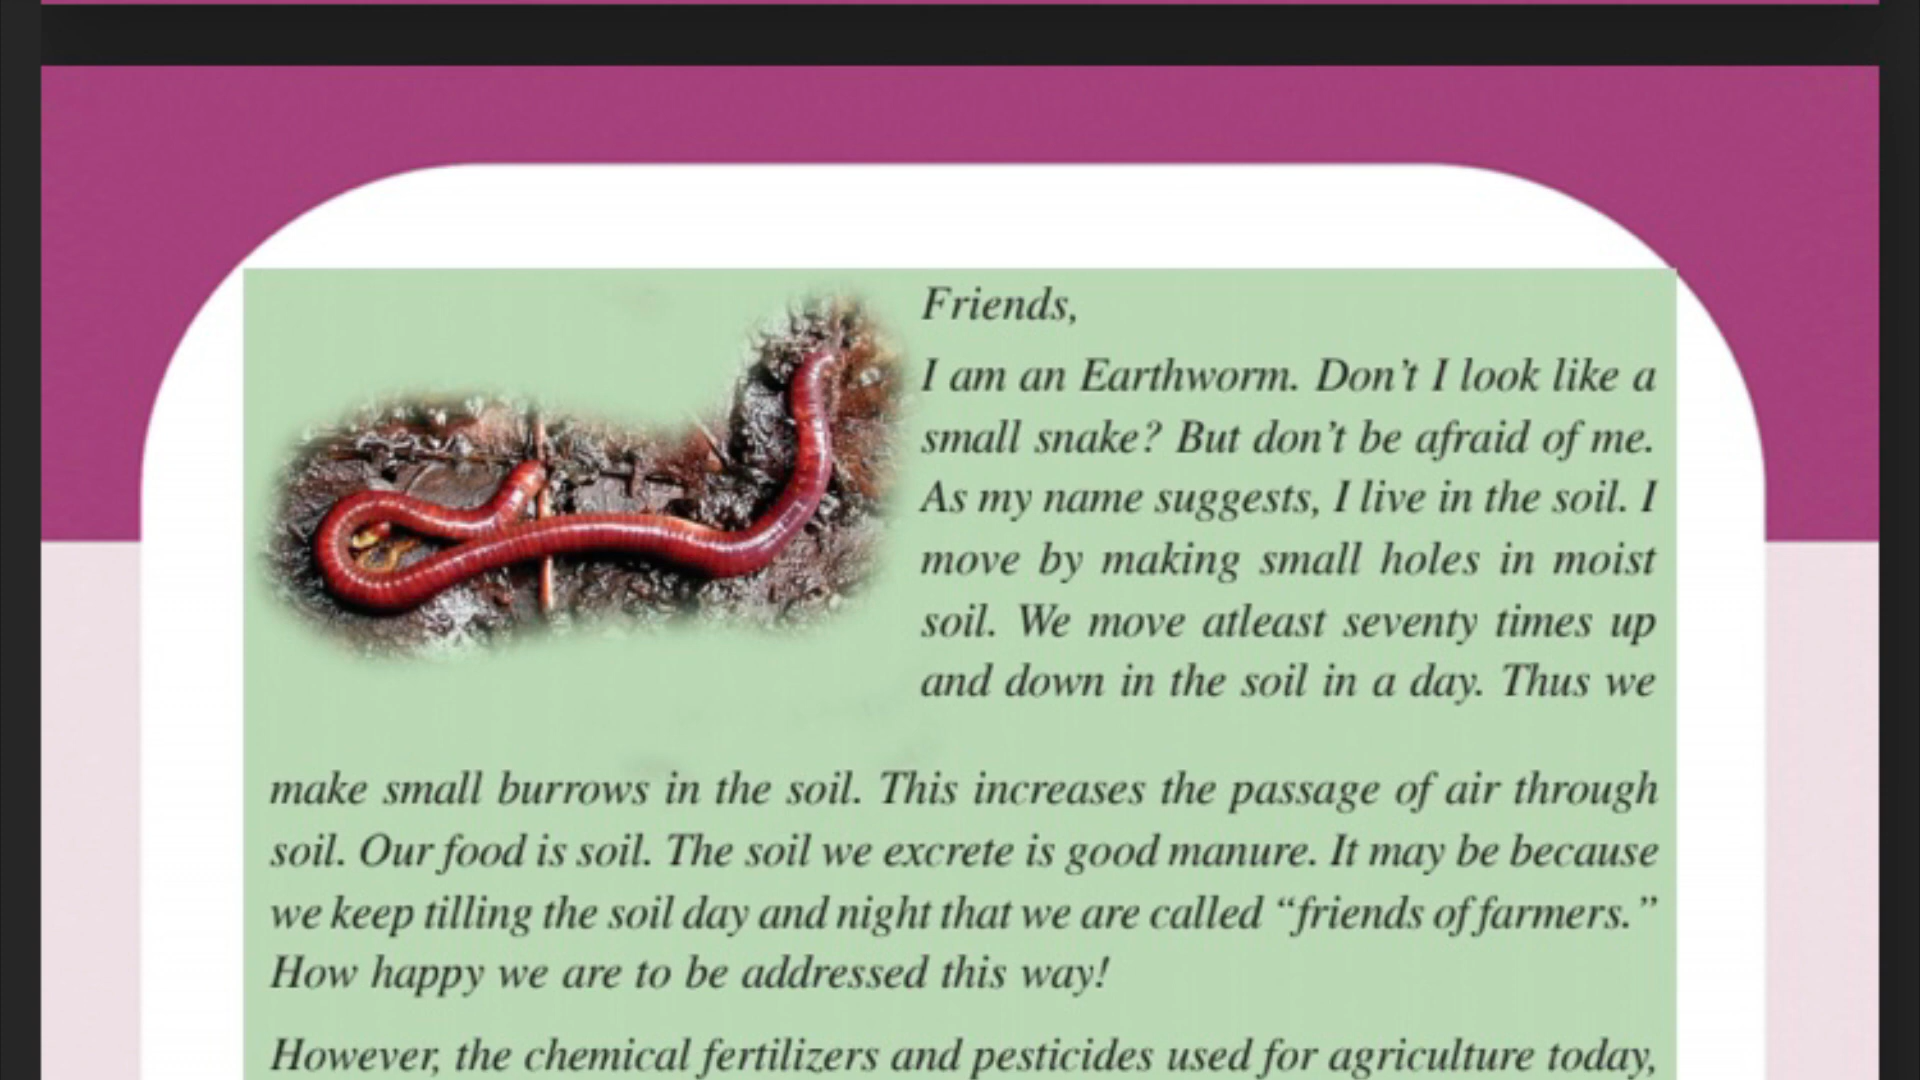 Friends,
I am an Earthworm. Don't I look like a
small snake? But don't be afraid of me.
As my name suggests, I live in the soil. I
move by making small holes in moist
soil. We move atleast seventy times up
and down in the soil in a day. Thus we
make small burrows in the soil. This increases the passage of air through
soil. Our food is soil. The soil we excrete is good manure. It may be because
we keep tilling the soil day and night that we are called “friends of farmers.”
How happy we are to be addressed this way!
However, the chemical fertilizers and pesticides used for agriculture today,